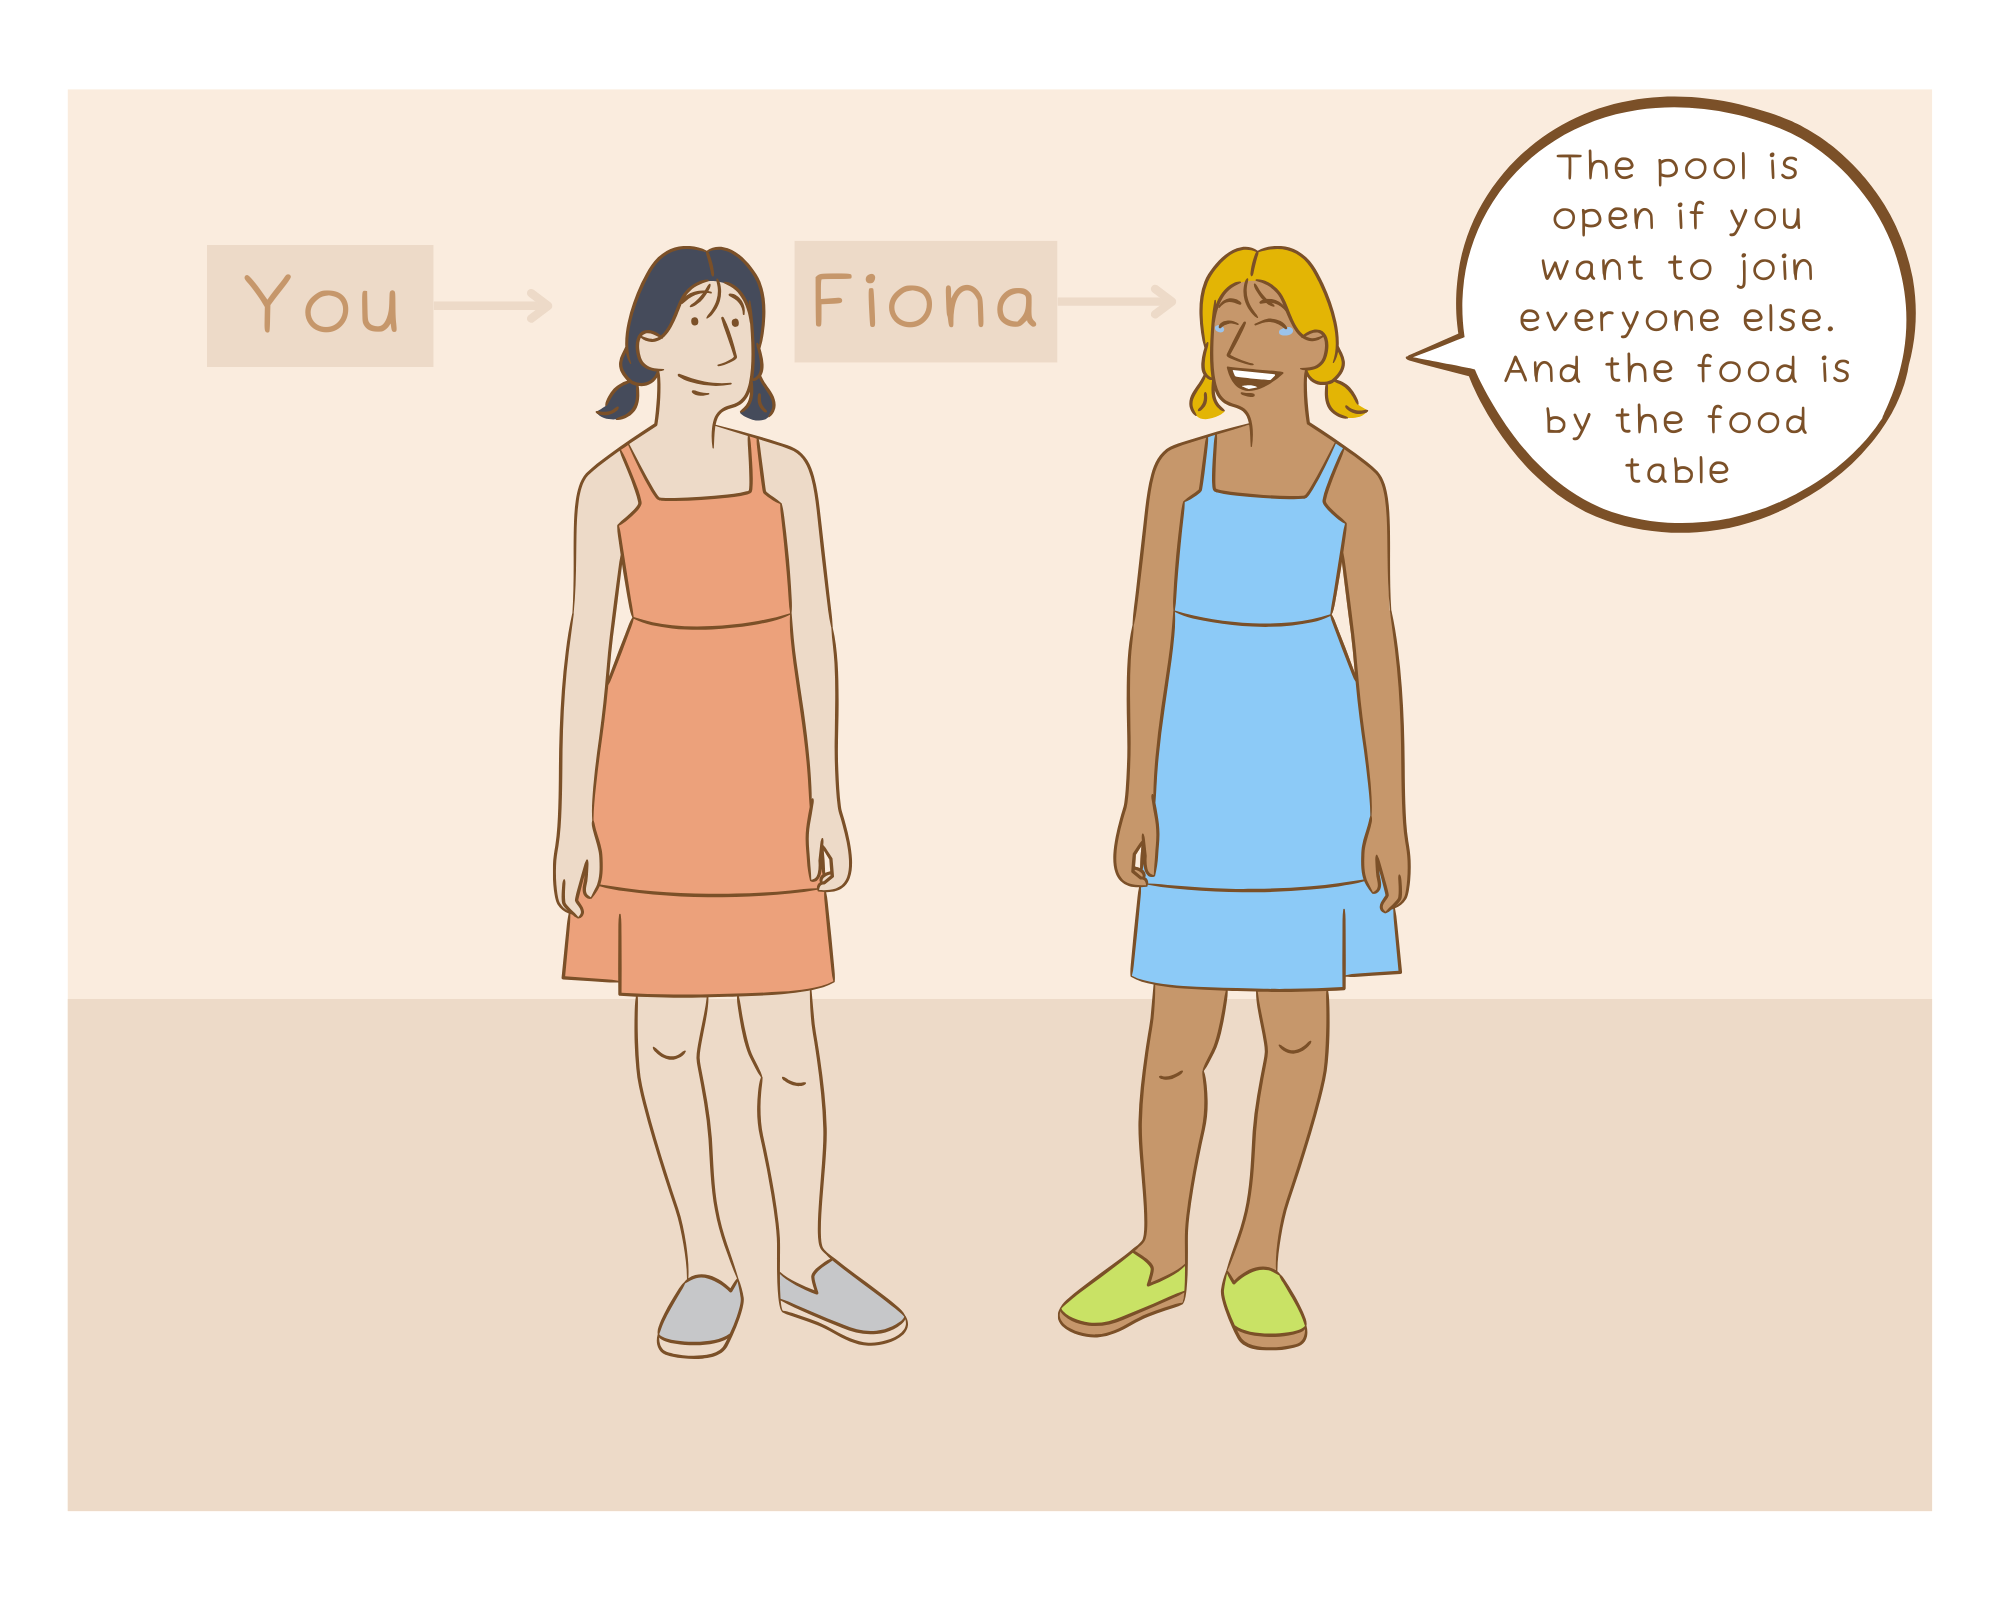 You
Fiona
The pool is
open if you
want to join
everyone else.
And the food is
by the food
table